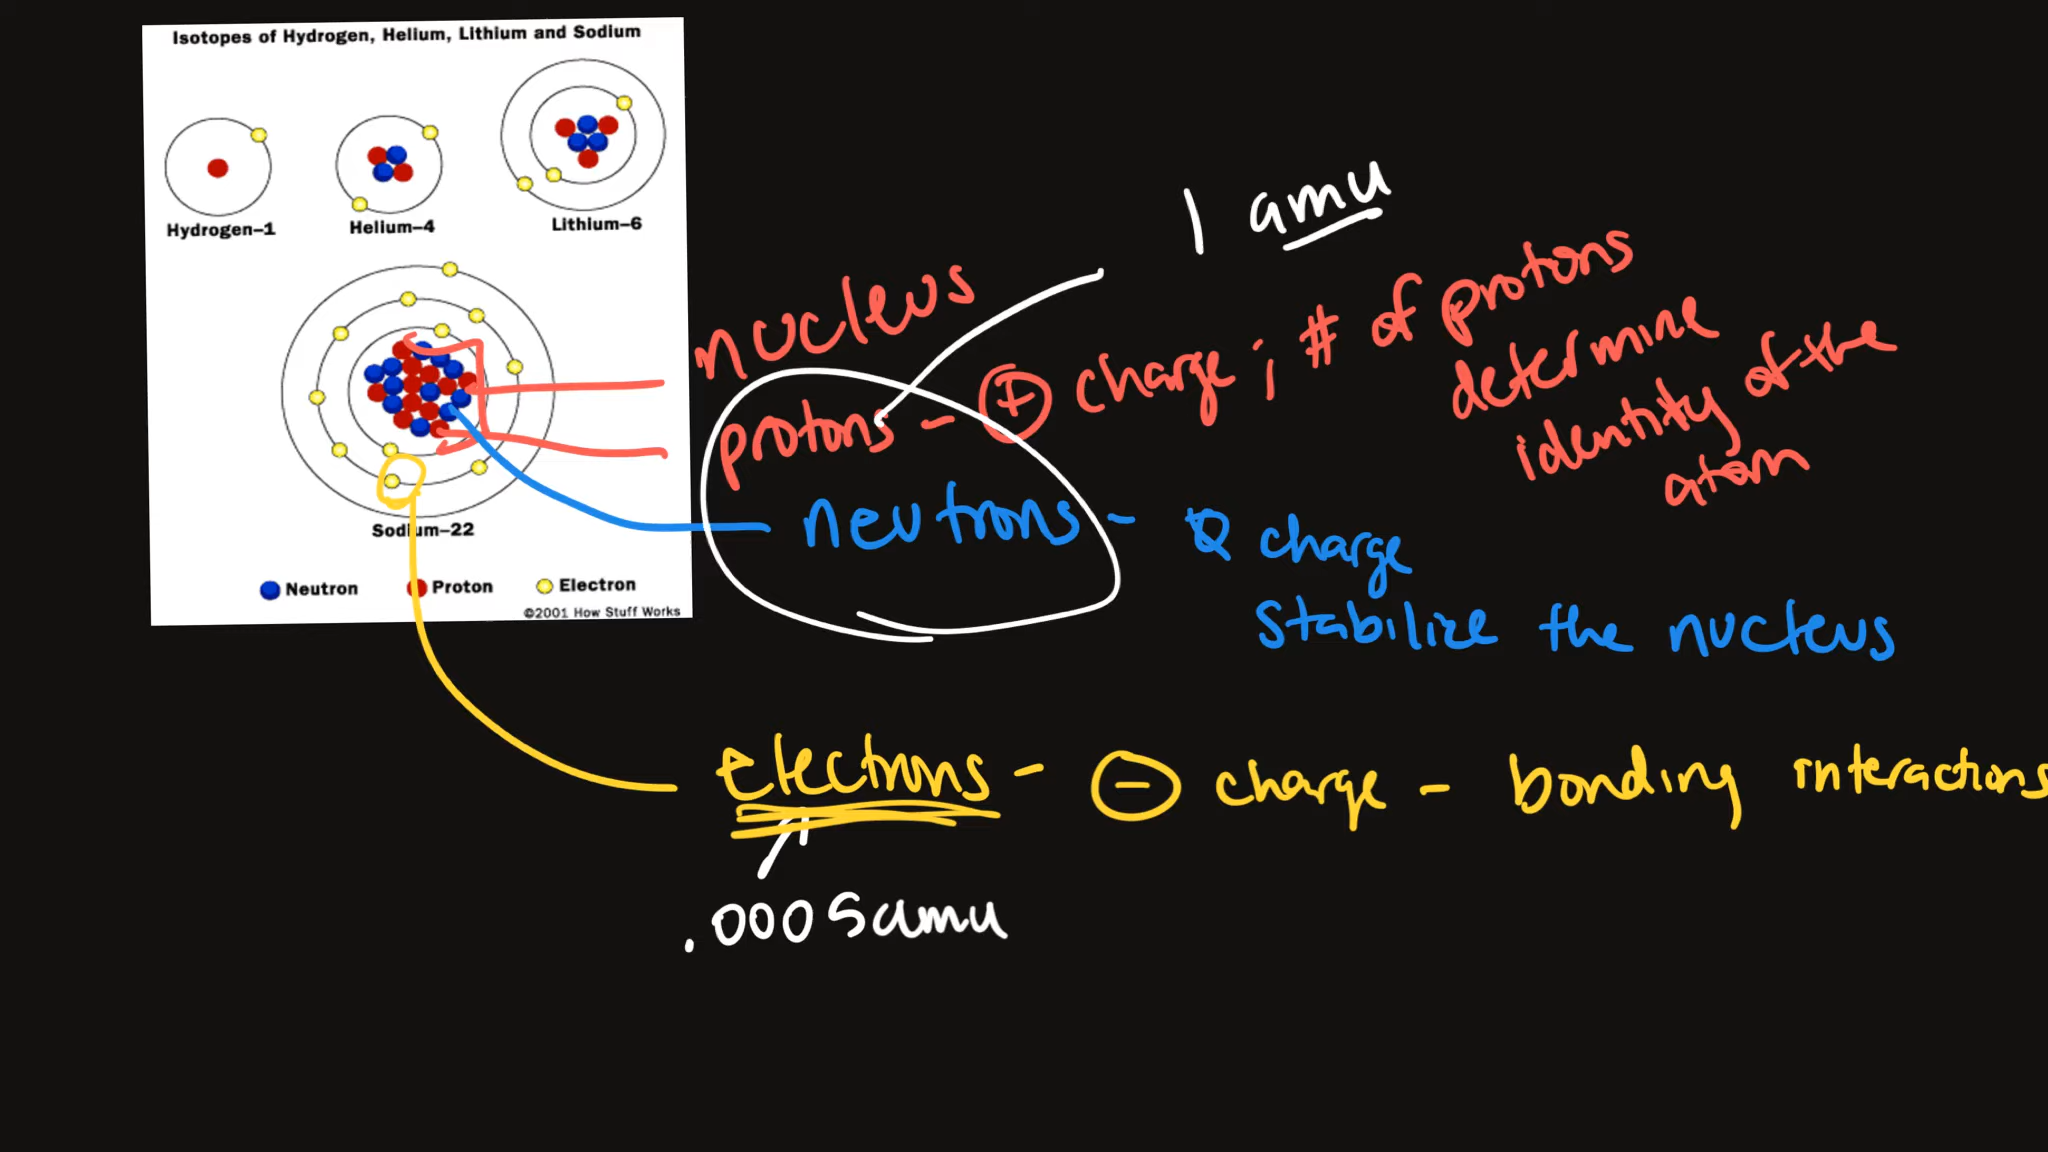 Isotopes of Hydrogen, Helium, Lithium and Sodium
Hydrogen-1
Helium-4
Lithium-6
Sodium-22
Neutron
Proton
Electron
©2001 How Stuff Works
1 amu
nucleus
protons - + charge ; # of protons
determine
identity of the
atom
neutrons - 0 charge
stabilize the nucleus
electrons - - charge - bonding interactions
.0005amu